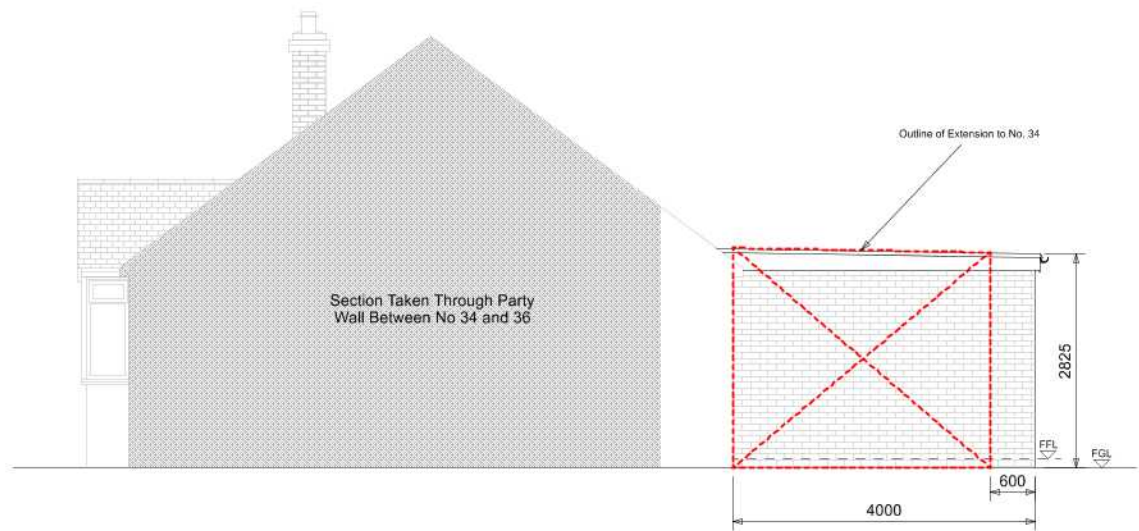 Outline of Extension to No. 34
Section Taken Through Party
Wall Between No 34 and 36
2825
FFL
FGL
600
4000